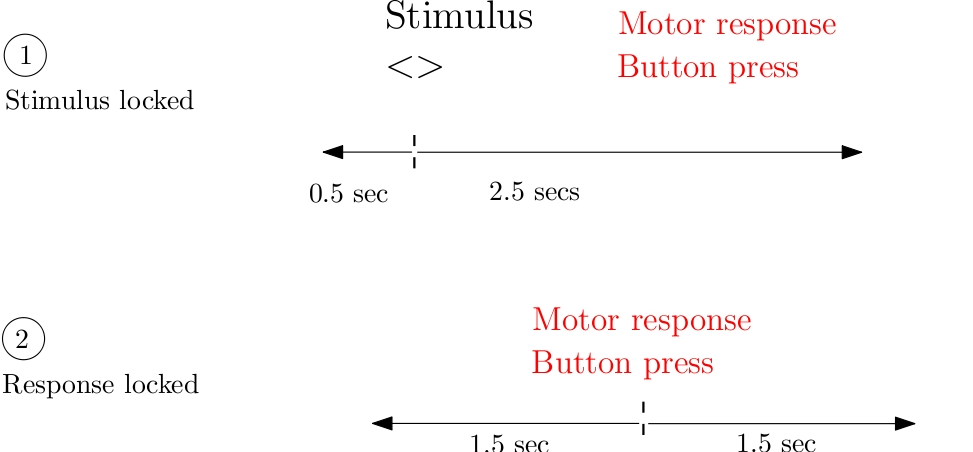 Stimulus
Motor response
1
<>
Button press
Stimulus locked
0.5 sec
2.5 secs
Motor response
2
Button press
Response locked
1.5 sec
1.5 sec